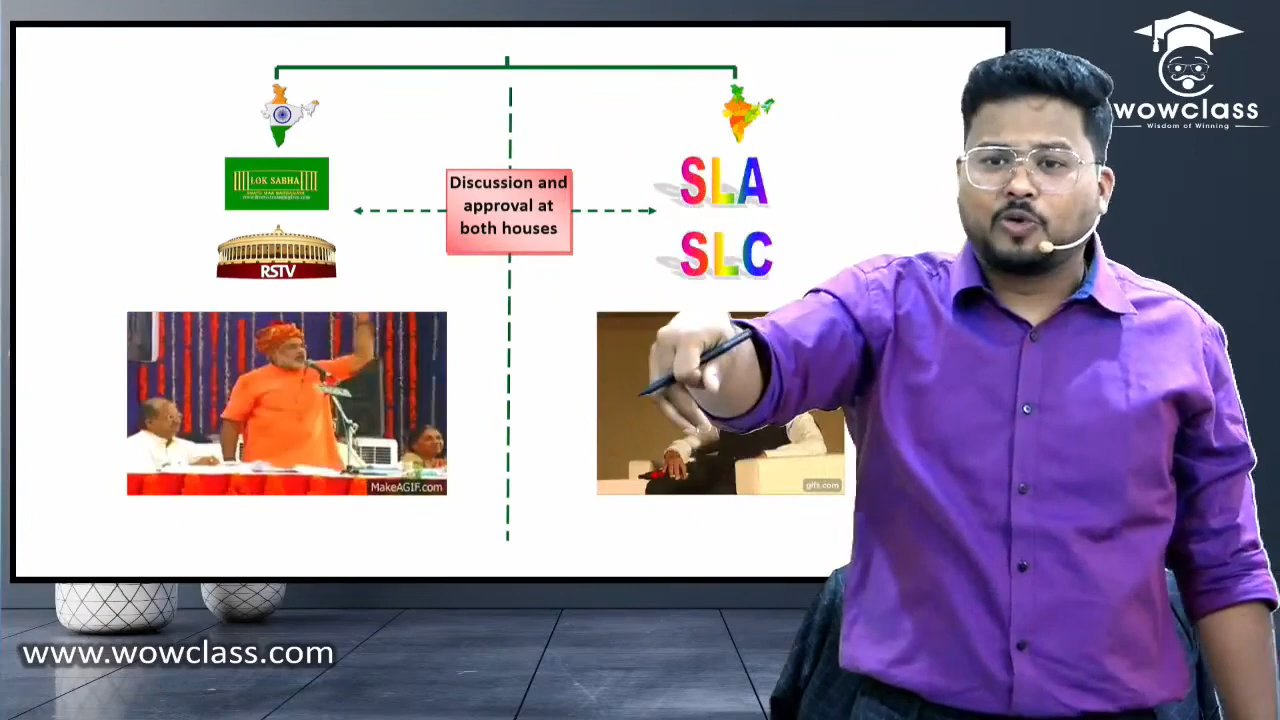 wowclass
Wisdom of Winning
LOK SABHA
RSTV
Discussion and
approval at
both houses
SLA
SLC
MakeAGIF.com
gifs.com
www.wowclass.com